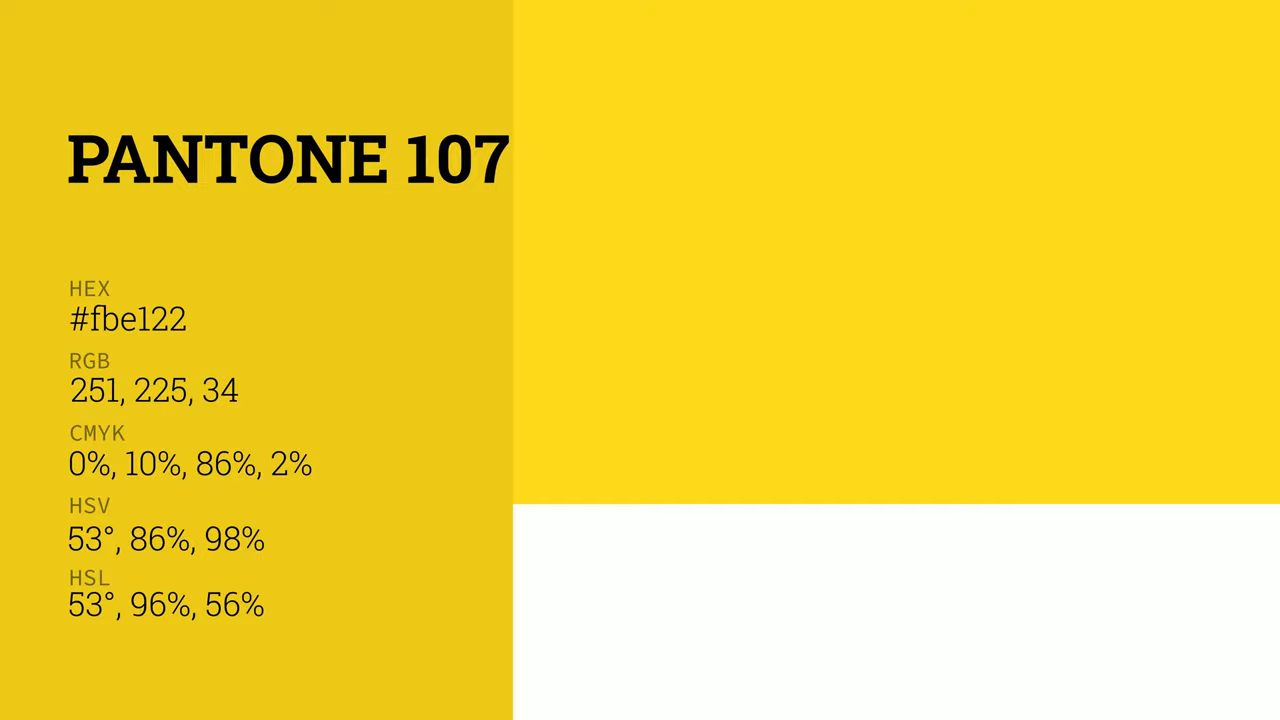 PANTONE 107
HEX
#fbe122
RGB
251, 225, 34
CMYK
0%, 10%, 86%, 2%
HSV
53°, 86%, 98%
HSL
53°, 96%, 56%